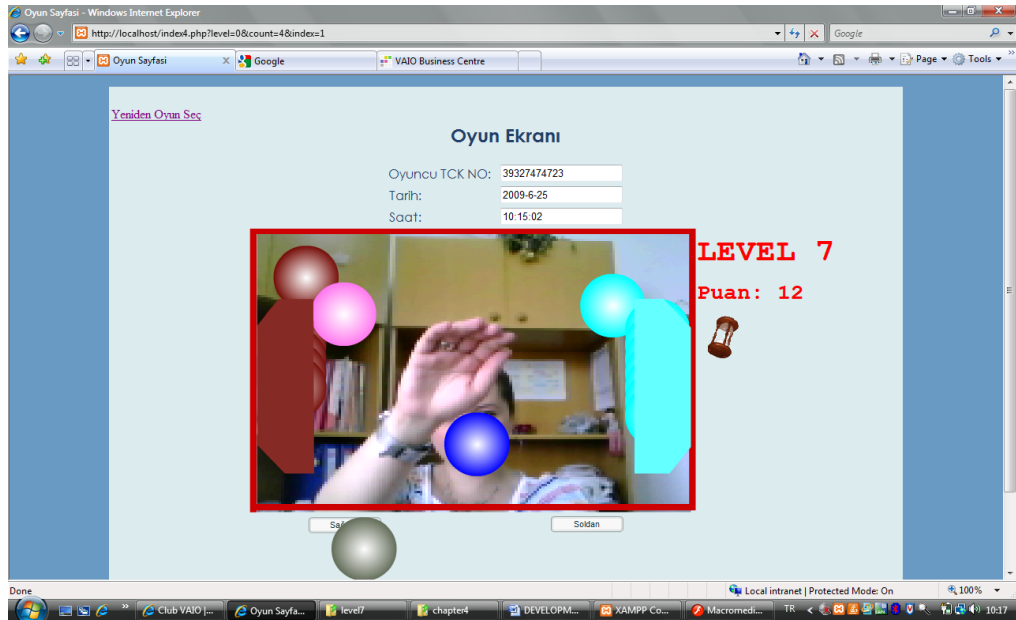 Oyun Sayfasi - Windows Internet Explorer
http://localhost/index4.php?level=0&count=4&index=1
Google
Oyun Sayfasi
Google
VAIO Business Centre
Page
Tools
Yeniden Oyun Seç
Oyun Ekranı
Oyuncu TCK NO: 39327474723
Tarih: 2009-6-25
Saat: 10:15:02
LEVEL 7
Puan: 12
Soldan
Done
Local intranet | Protected Mode: On
100%
Club VAIO |...
Oyun Sayfa...
level7
chapter4
DEVELOPM...
XAMPP Co...
Macromedi...
TR
10:17